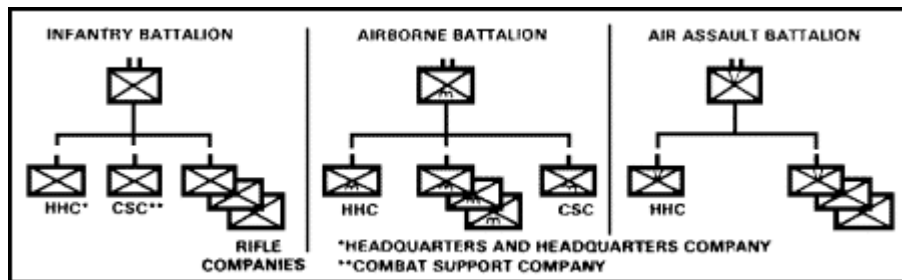 INFANTRY BATTALION
AIRBORNE BATTALION
AIR ASSAULT BATTALION
HHC*
CSC**
HHC
CSC
HHC
RIFLE
COMPANIES
*HEADQUARTERS AND HEADQUARTERS COMPANY
**COMBAT SUPPORT COMPANY